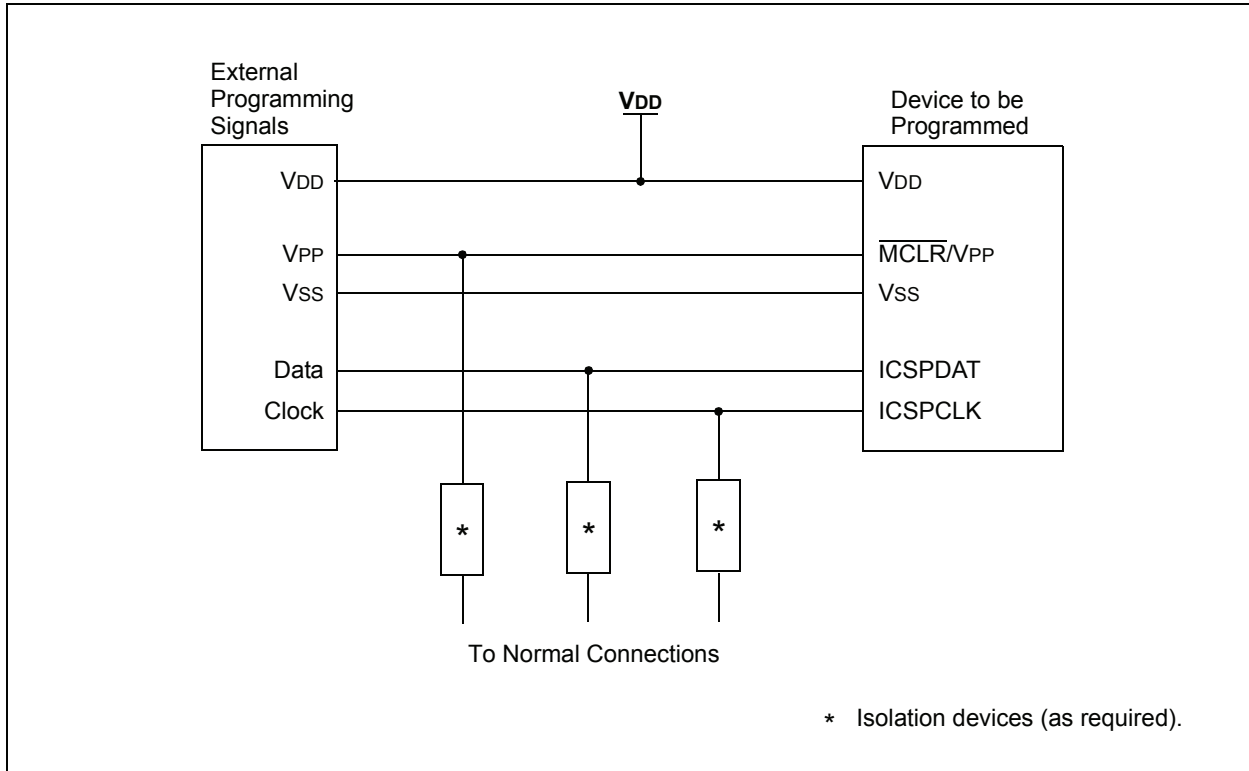 External
Programming
Signals
VDD
Device to be
Programmed
VDD
VDD
VPP
MCLR/VPP
VSS
VSS
Data
ICSPDAT
Clock
ICSPCLK
*
*
*
To Normal Connections
* Isolation devices (as required).